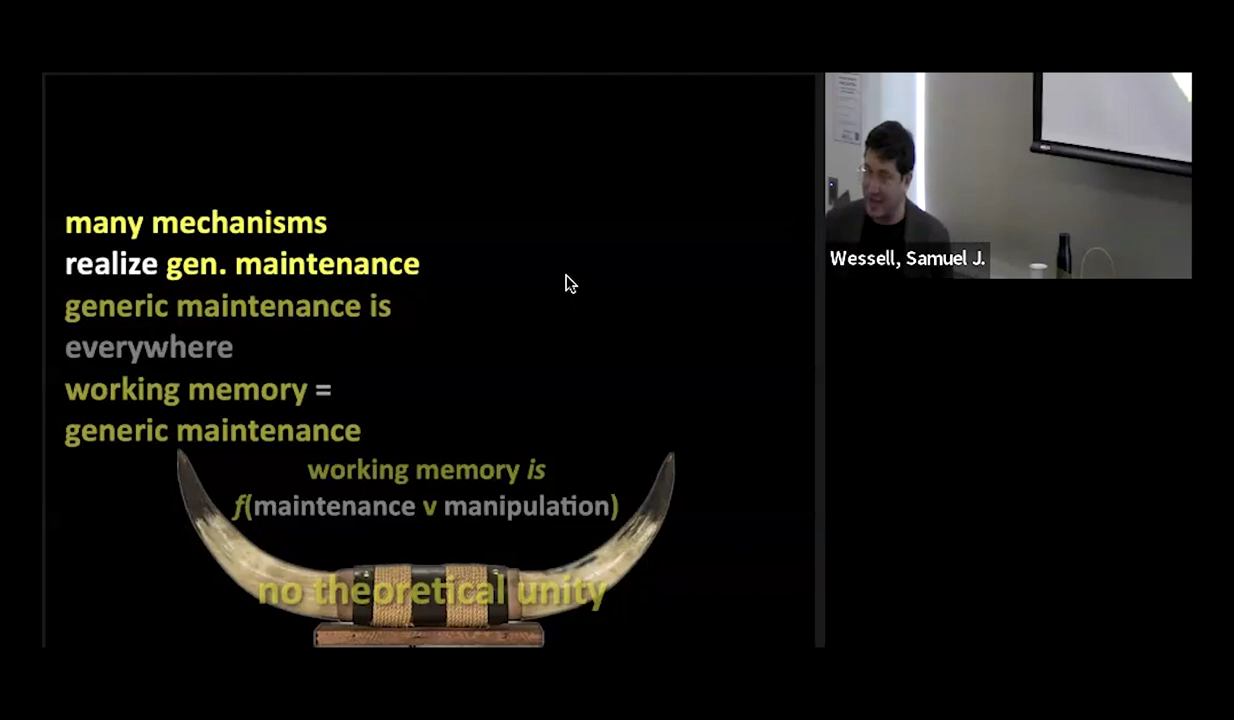 many mechanisms
realize gen. maintenance
generic maintenance is
everywhere
working memory =
generic maintenance
working memory is
f(maintenance v manipulation)
no theoretical unity
Wessell, Samuel J.